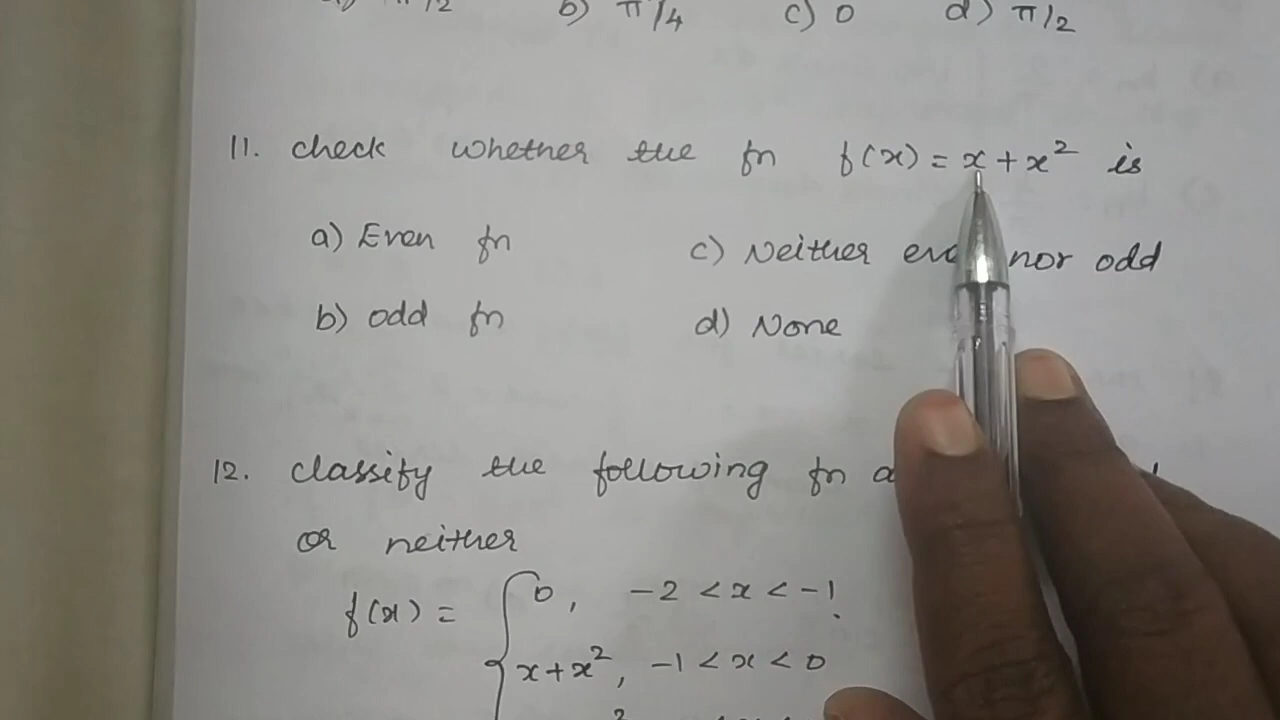 b) π/4 c) 0 d) π/2
11. check whether the fn f(x) = x + x² is
a) Even fn c) Neither nor odd
b) odd fn d) None
12. classify the following fn
or neither
f(x) = { 0, -2 < x < -1
x + x², -1 < x < 0